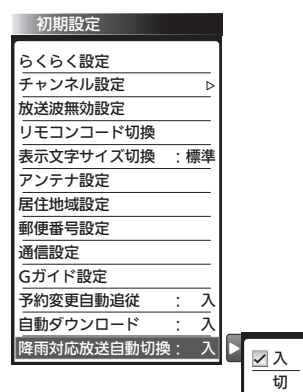 初期設定
らくらく設定
チャンネル設定 ▷
放送波無効設定
リモコンコード切換
表示文字サイズ切換 ：標準
アンテナ設定
居住地域設定
郵便番号設定
通信設定
Gガイド設定
予約変更自動追従 ： 入
自動ダウンロード ： 入
降雨対応放送自動切換： 入
入
切